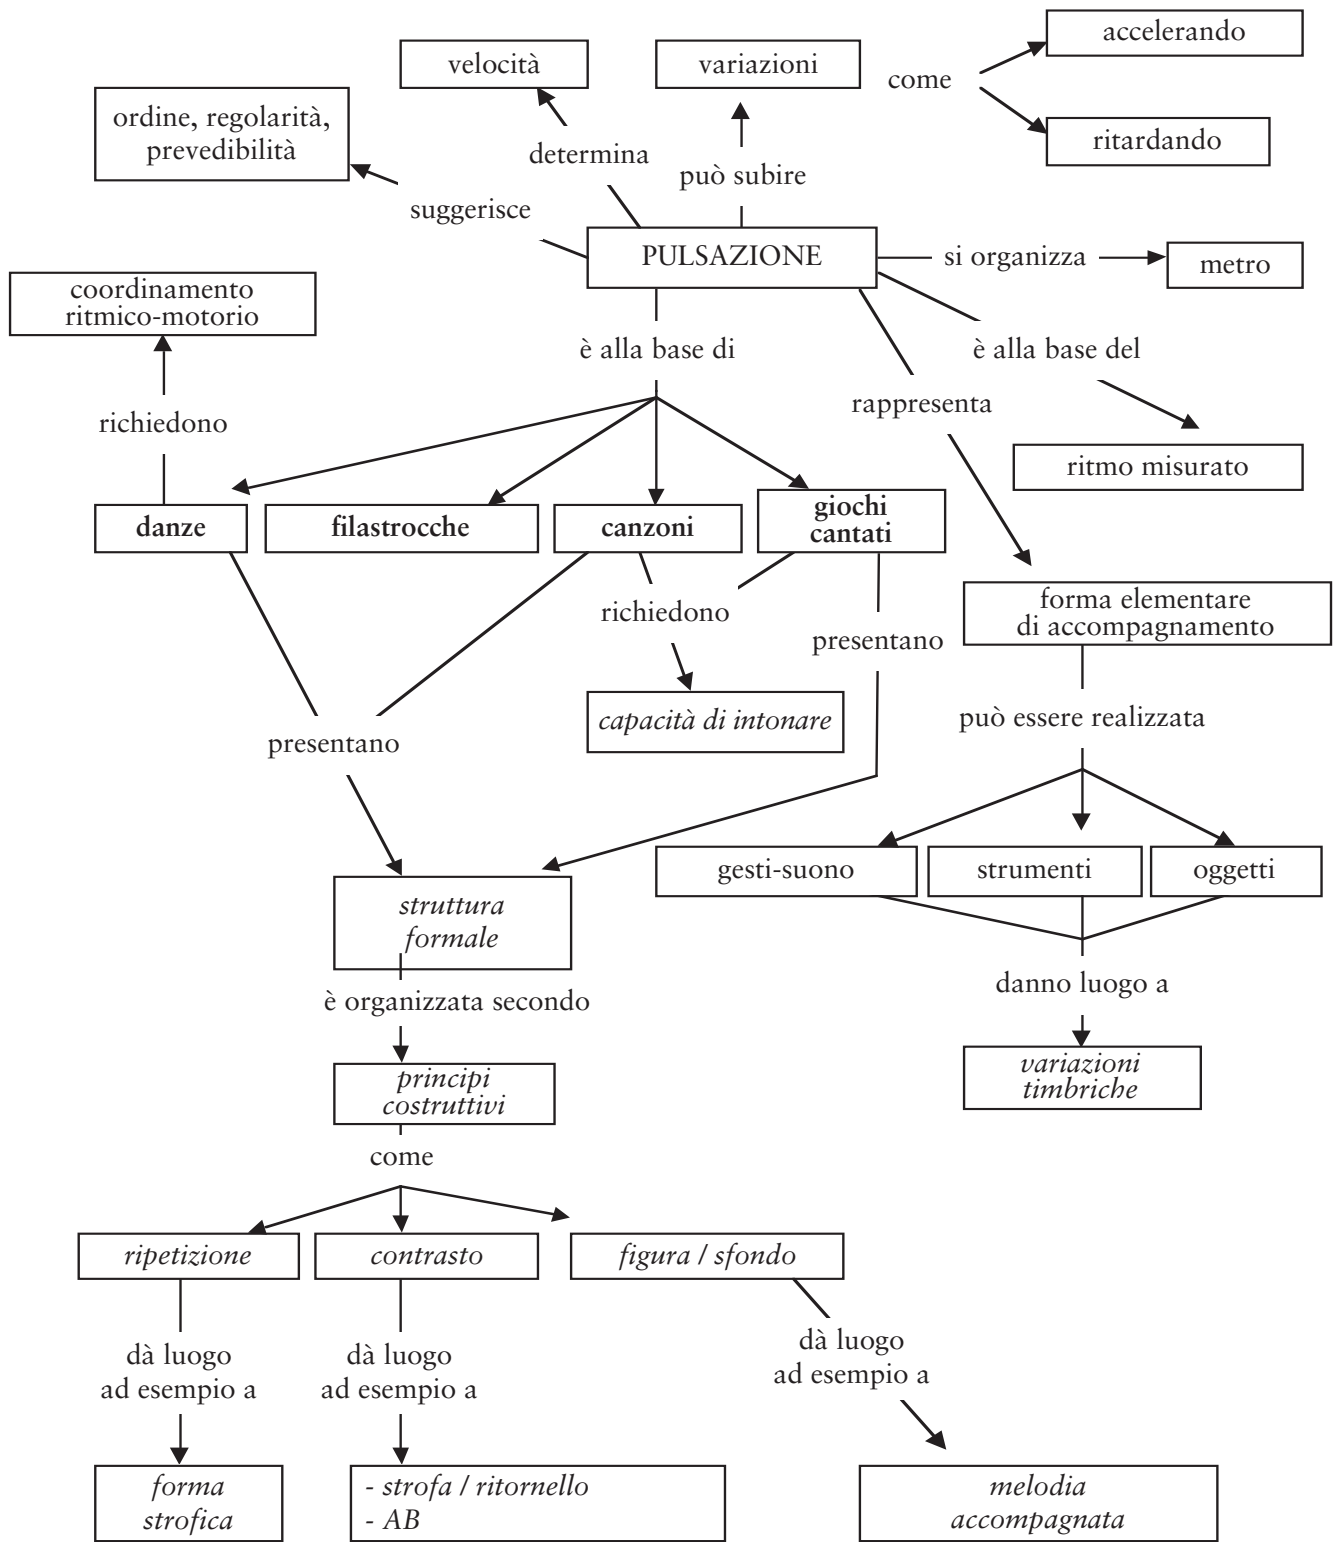 accelerando
velocità
variazioni
come
ordine, regolarità,
prevedibilità
ritardando
determina
può subire
suggerisce
PULSAZIONE
si organizza
metro
coordinamento
ritmico-motorio
è alla base di
è alla base del
rappresenta
richiedono
ritmo misurato
danze
filastrocche
canzoni
giochi
cantati
forma elementare
di accompagnamento
richiedono
presentano
capacità di intonare
può essere realizzata
presentano
gesti-suono
strumenti
oggetti
struttura
formale
danno luogo a
è organizzata secondo
variazioni
timbriche
principi
costruttivi
come
ripetizione
contrasto
figura / sfondo
dà luogo
ad esempio a
dà luogo
ad esempio a
dà luogo
ad esempio a
forma
strofica
- strofa / ritornello
- AB
melodia
accompagnata